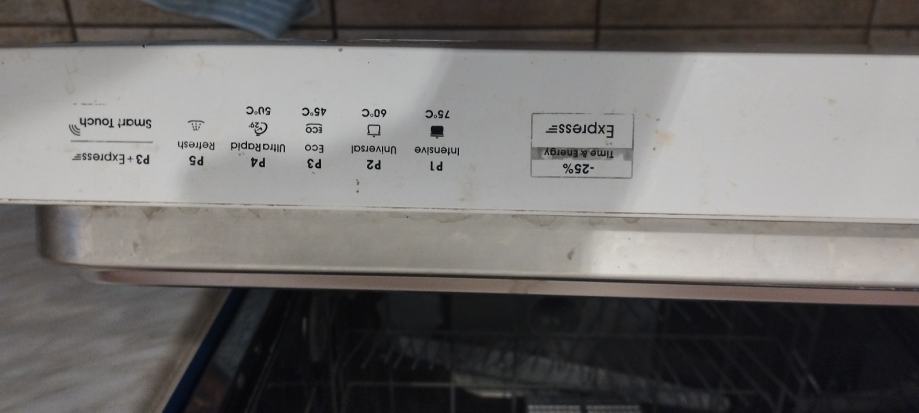 -25%
Time & Energy
Express
P1
Intensive
75°C
P2
Universal
60°C
P3
Eco
ECO
45°C
P4
UltraRapid
29'
50°C
P5
Refresh
P3 + Express
Smart Touch